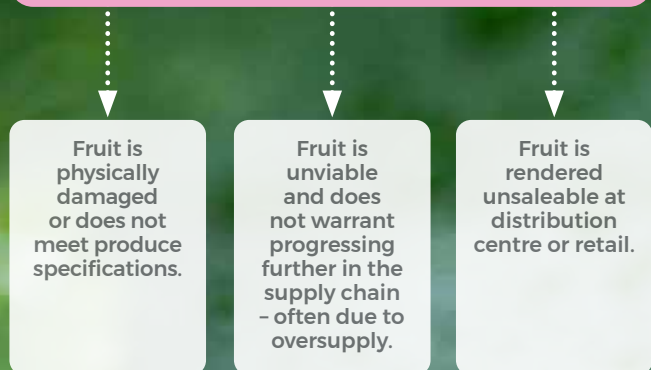 Fruit is
physically
damaged
or does not
meet produce
specifications.
Fruit is
unviable
and does
not warrant
progressing
further in the
supply chain
– often due to
oversupply.
Fruit is
rendered
unsaleable at
distribution
centre or retail.